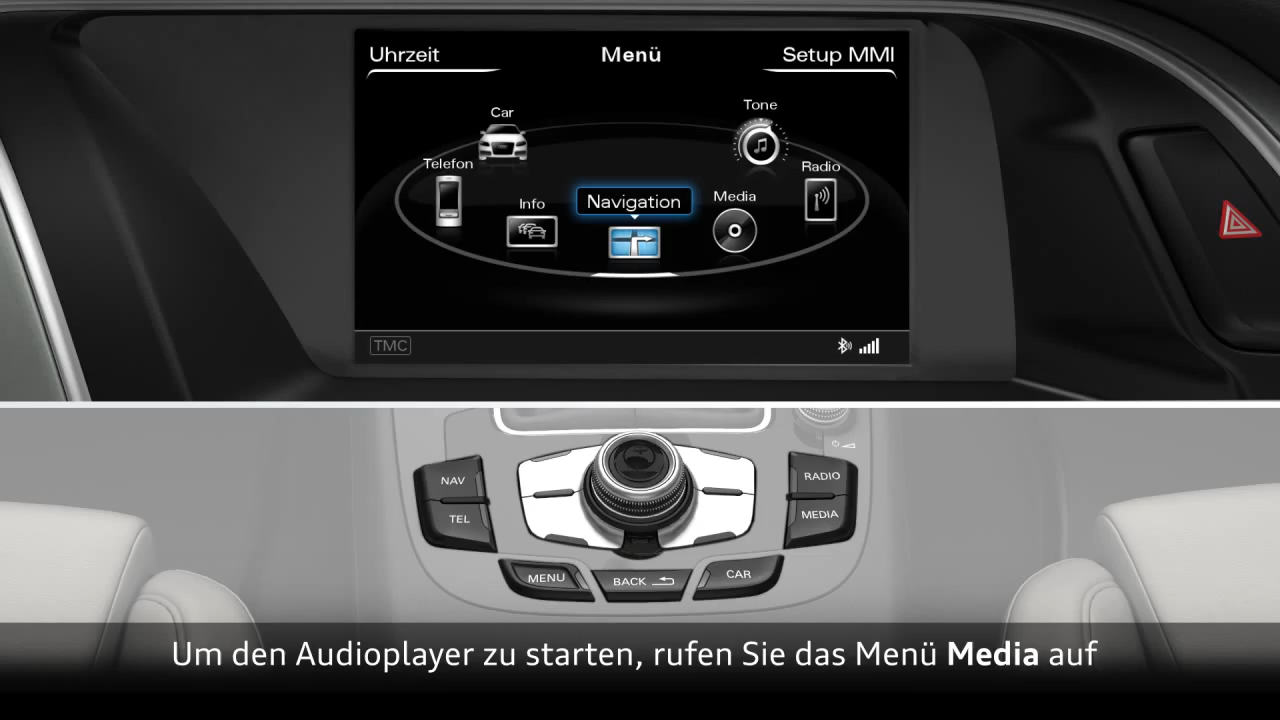 Uhrzeit Menü Setup MMI
Car Tone
Telefon Radio
Info Navigation Media
TMC
NAV RADIO
TEL MEDIA
MENU BACK CAR
Um den Audioplayer zu starten, rufen Sie das Menü Media auf